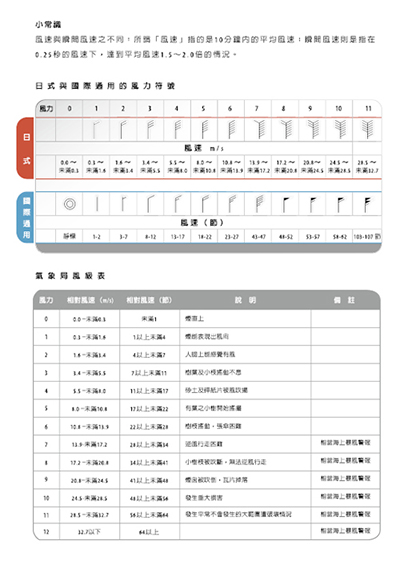 小常識
風速與瞬間風速之不同，所謂「風速」指的是10分鐘內的平均風速，瞬間風速則是指在
0.25秒的風速下，達到平均風速1.5～2.0倍的情況。
日式與國際通用的風力符號
風力 0 1 2 3 4 5 6 7 8 9 10 11
日式
風速 m/s
0.0～ 0.3～ 1.6～ 3.4～ 5.5～ 8.0～ 10.8～ 13.9～ 17.2～ 20.8～ 24.5～ 28.5～
未滿0.3 未滿1.6 未滿3.4 未滿5.5 未滿8.0 未滿10.8 未滿13.9 未滿17.2 未滿20.8 未滿24.5 未滿28.5 未滿32.7
國際通用
風速（節）
靜穩 1-2 3-7 8-12 13-17 18-22 23-27 43-47 48-52 53-57 58-62 103-107 節
氣象局風級表
風力 相對風速（m/s） 相對風速（節） 說 明 備 註
0 0.0－未滿0.3 未滿1 煙直上
1 0.3－未滿1.6 1以上未滿4 煙能表現出風向
2 1.6－未滿3.4 4以上未滿7 人臉上能感覺有風
3 3.4－未滿5.5 7以上未滿11 樹葉及小枝搖動不息
4 5.5－未滿8.0 11以上未滿17 砂土及碎紙片被風吹揚
5 8.0－未滿10.8 17以上未滿22 有葉之小樹開始搖擺
6 10.8－未滿13.9 22以上未滿28 樹枝搖動，張傘困難
7 13.9－未滿17.2 28以上未滿34 迎面行走困難 相當海上暴風警報
8 17.2－未滿20.8 34以上未滿41 小樹枝被吹斷，無法迎風行走 相當海上暴風警報
9 20.8－未滿24.5 41以上未滿48 煙囪被吹壞，瓦片掉落 相當海上暴風警報
10 24.5－未滿28.5 48以上未滿56 發生重大損害 相當海上暴風警報
11 28.5－未滿32.7 56以上未滿64 發生平常不會發生的大範圍重破壞情況 相當海上暴風警報
12 32.7以下 64以上 相當海上暴風警報